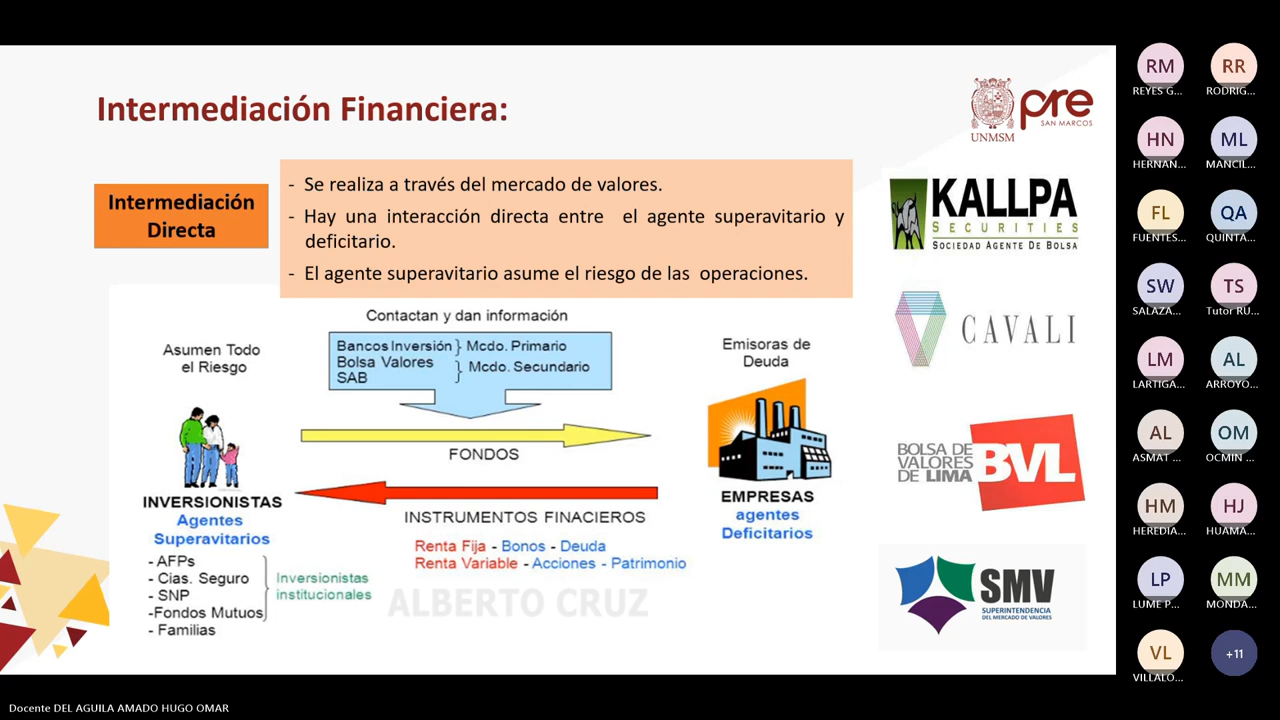 Intermediación Financiera:
UNMSM
pre
SAN MARCOS
Intermediación
Directa
- Se realiza a través del mercado de valores.
- Hay una interacción directa entre el agente superavitario y
deficitario.
- El agente superavitario asume el riesgo de las operaciones.
KALLPA
SECURITIES
SOCIEDAD AGENTE DE BOLSA
CAVALI
BOLSA DE
VALORES
DE LIMA
BVL
SMV
SUPERINTENDENCIA
DEL MERCADO DE VALORES
Contactan y dan información
Asumen Todo
el Riesgo
Bancos Inversión } Mcdo. Primario
Bolsa Valores
SAB
} Mcdo. Secundario
Emisoras de
Deuda
FONDOS
INVERSIONISTAS
Agentes
Superavitarios
INSTRUMENTOS FINACIEROS
EMPRESAS
agentes
Deficitarios
Renta Fija - Bonos - Deuda
Renta Variable - Acciones - Patrimonio
- AFPs
- Cias. Seguro
- SNP
-Fondos Mutuos
- Familias
Inversionistas
institucionales
ALBERTO CRUZ
RM
REYES G...
RR
RODRIG...
HN
HERNAN...
ML
MANCIL...
FL
FUENTES...
QA
QUINTA...
SW
SALAZA...
TS
Tutor RU...
LM
LARTIGA...
AL
ARROYO...
AL
ASMAT ...
OM
OCMIN ...
HM
HEREDIA...
HJ
HUAMA...
LP
LUME P...
MM
MONDA...
VL
VILLALO...
+11
Docente DEL AGUILA AMADO HUGO OMAR